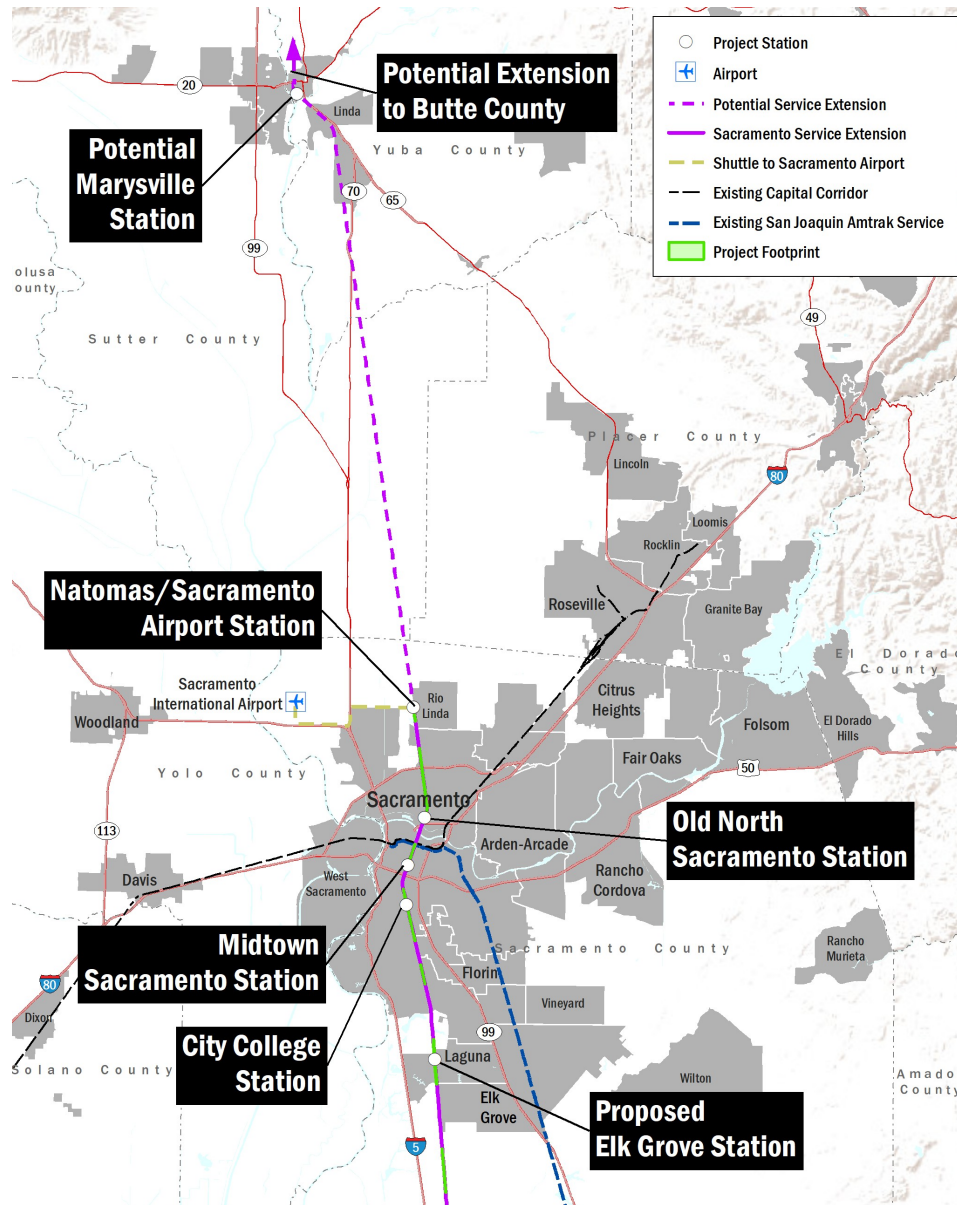 Project Station
Airport
Potential Service Extension
Sacramento Service Extension
Shuttle to Sacramento Airport
Existing Capital Corridor
Existing San Joaquin Amtrak Service
Project Footprint
Potential Extension
to Butte County
20
Linda
Yuba County
Potential
Marysville
Station
70
65
99
olusa
ounty
Sutter County
49
Placer County
Lincoln
80
Loomis
Rocklin
Natomas/Sacramento
Airport Station
Roseville
Granite Bay
El Dorado
County
Sacramento
International Airport
Rio
Linda
Citrus
Heights
Woodland
Folsom
El Dorado
Hills
Fair Oaks
Yolo County
50
Sacramento
113
Old North
Sacramento Station
Arden-Arcade
Davis
West
Sacramento
Rancho
Cordova
Midtown
Sacramento Station
Sacramento County
Rancho
Murieta
Florin
80
Vineyard
Dixon
99
City College
Station
Laguna
Solano County
Wilton
Amado
County
Elk
Grove
Proposed
Elk Grove Station
5